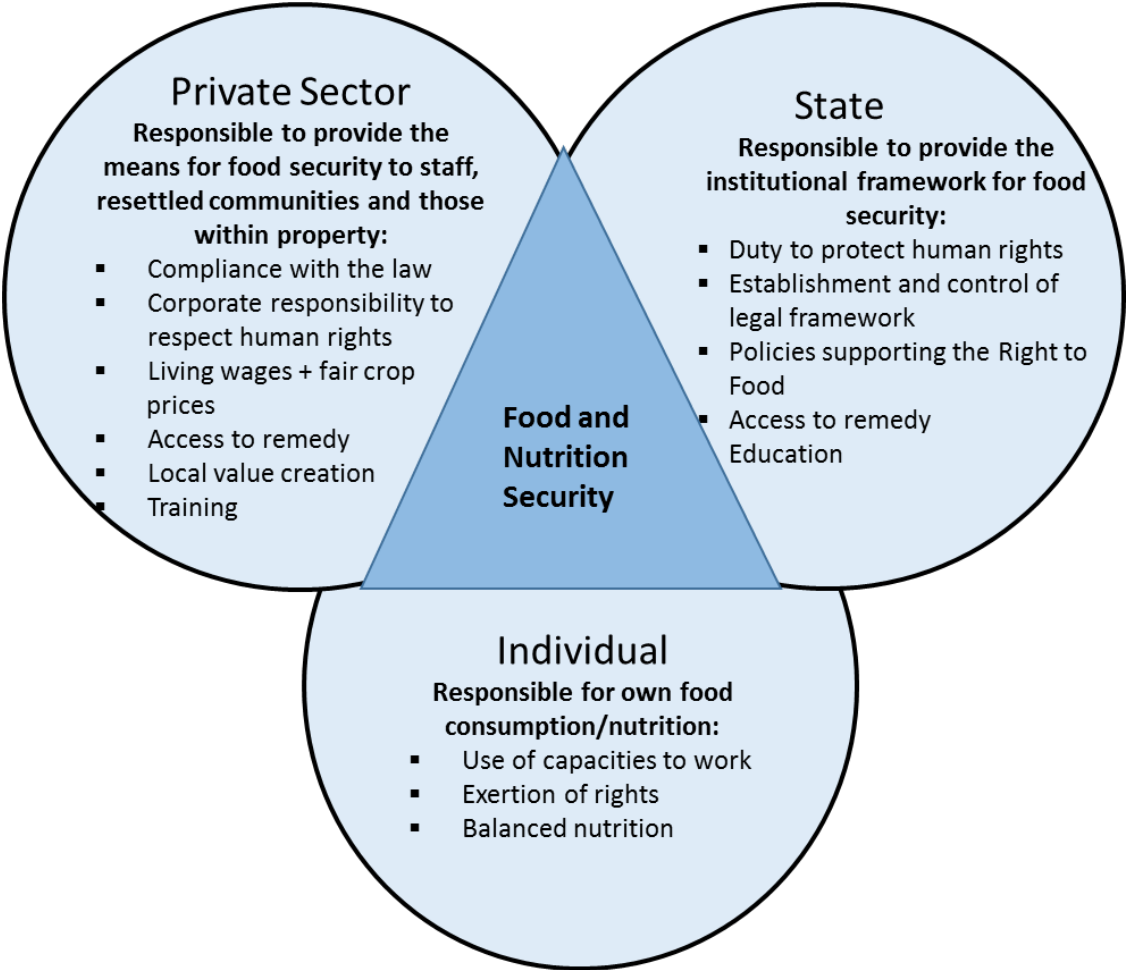 Private Sector
Responsible to provide the
means for food security to staff,
resettled communities and those
within property:
▪ Compliance with the law
▪ Corporate responsibility to
respect human rights
▪ Living wages + fair crop
prices
▪ Access to remedy
▪ Local value creation
▪ Training
State
Responsible to provide the
institutional framework for food
security:
▪ Duty to protect human rights
▪ Establishment and control of
legal framework
▪ Policies supporting the Right to
Food
▪ Access to remedy
Education
Food and
Nutrition
Security
Individual
Responsible for own food
consumption/nutrition:
▪ Use of capacities to work
▪ Exertion of rights
▪ Balanced nutrition